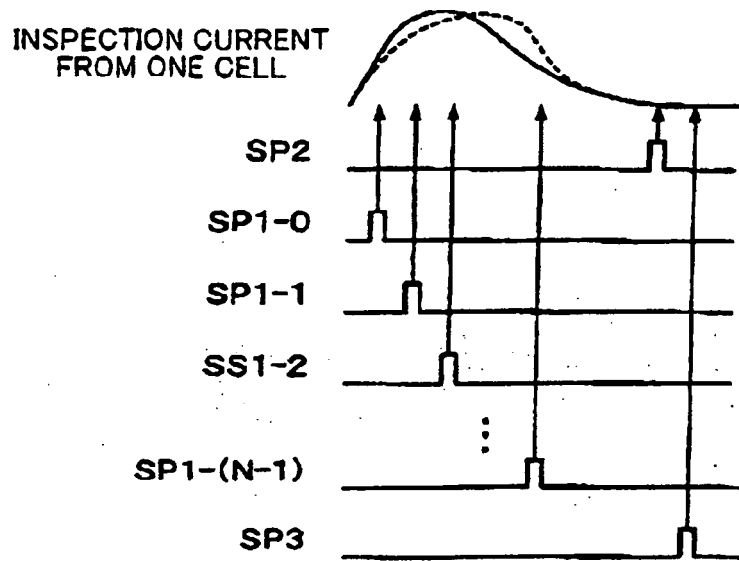 INSPECTION CURRENT
FROM ONE CELL
SP2
SP1-0
SP1-1
SS1-2
SP1-(N-1)
SP3